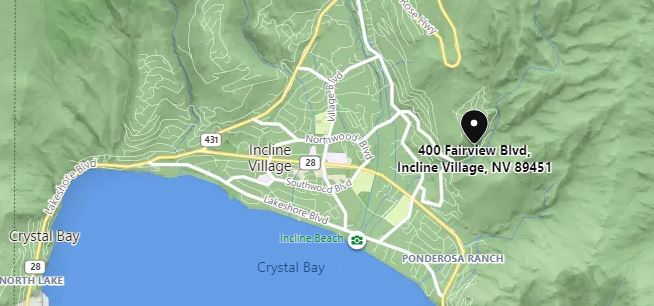 Rose Hwy
Village Blvd
431
Northwood Blvd
400 Fairview Blvd,
Incline Village, NV 89451
Incline
Village
28
Southwood Blvd
Lakeshore Blvd
Lakeshore Blvd
Crystal Bay
Incline Beach
PONDEROSA RANCH
28
Crystal Bay
NORTH LAKE